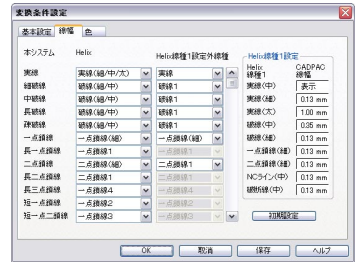 変換条件設定
基本設定 線幅 色
本システム Helix Helix線種1設定外線種
実線 実線(細/中/太) 実線
細破線 破線(細/中) 破線1
中破線 破線(細/中) 破線1
長破線 破線(細/中) 破線1
疎破線 破線(細/中) 破線1
一点鎖線 一点鎖線(細) 一点鎖線(細)
長一点鎖線 一点鎖線1 一点鎖線1
二点鎖線 二点鎖線(細) 二点鎖線1
長二点鎖線 二点鎖線1 二点鎖線1
長三点鎖線 一点鎖線4 一点鎖線4
短一点鎖線 一点鎖線2 一点鎖線2
短一点二鎖線 一点鎖線3 一点鎖線3
Helix線種1設定
Helix 線種1 CADPAC 線幅
実線(中) 表示
実線(細) 0.13 mm
実線(太) 1.00 mm
破線(中) 0.35 mm
破線(細) 0.13 mm
一点鎖線(細) 0.13 mm
二点鎖線(細) 0.13 mm
NCライン(中) 0.13 mm
破断線(中) 0.13 mm
初期設定
OK 取消 保存 ヘルプ